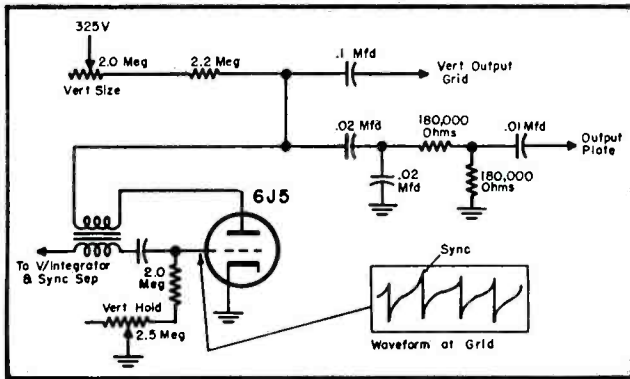 325V
2.0 Meg
2.2 Meg
Vert Size
.1 Mfd
Vert Output
Grid
.02 Mfd
180,000
Ohms
.01 Mfd
Output
Plate
.02
Mfd
180,000
Ohms
6J5
To V/Integrator
& Sync Sep
2.0
Meg
Vert Hold
2.5 Meg
Sync
Waveform at Grid